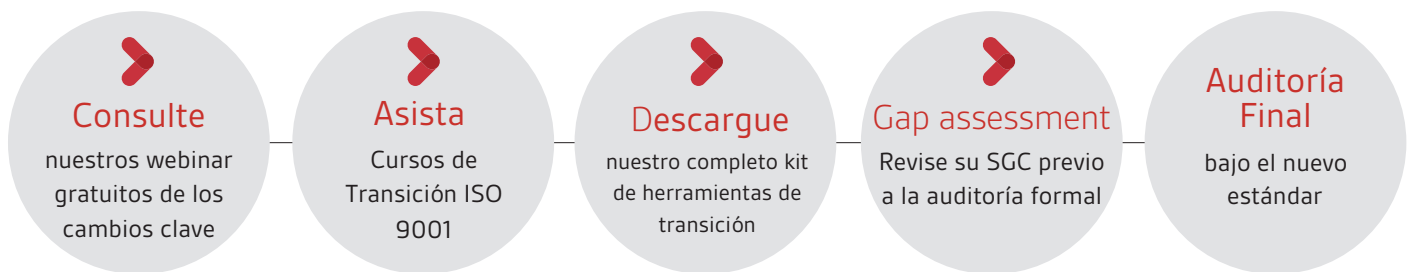 Consulte
nuestros webinar
gratuitos de los
cambios clave
Asista
Cursos de
Transición ISO
9001
Descargue
nuestro completo kit
de herramientas de
transición
Gap assessment
Revise su SGC previo
a la auditoría formal
Auditoría
Final
bajo el nuevo
estándar